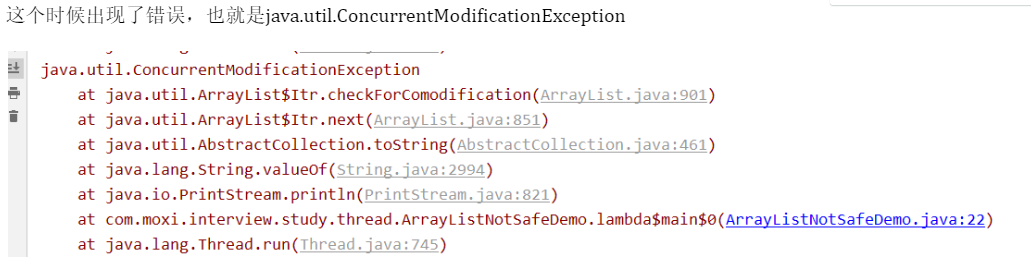 这个时候出现了错误，也就是java.util.ConcurrentModificationException
java.util.ConcurrentModificationException
at java.util.ArrayList$Itr.checkForComodification(ArrayList.java:901)
at java.util.ArrayList$Itr.next(ArrayList.java:851)
at java.util.AbstractCollection.toString(AbstractCollection.java:461)
at java.lang.String.valueOf(String.java:2994)
at java.io.PrintStream.println(PrintStream.java:821)
at com.moxi.interview.study.thread.ArrayListNotSafeDemo.lambda$main$0(ArrayListNotSafeDemo.java:22)
at java.lang.Thread.run(Thread.java:745)